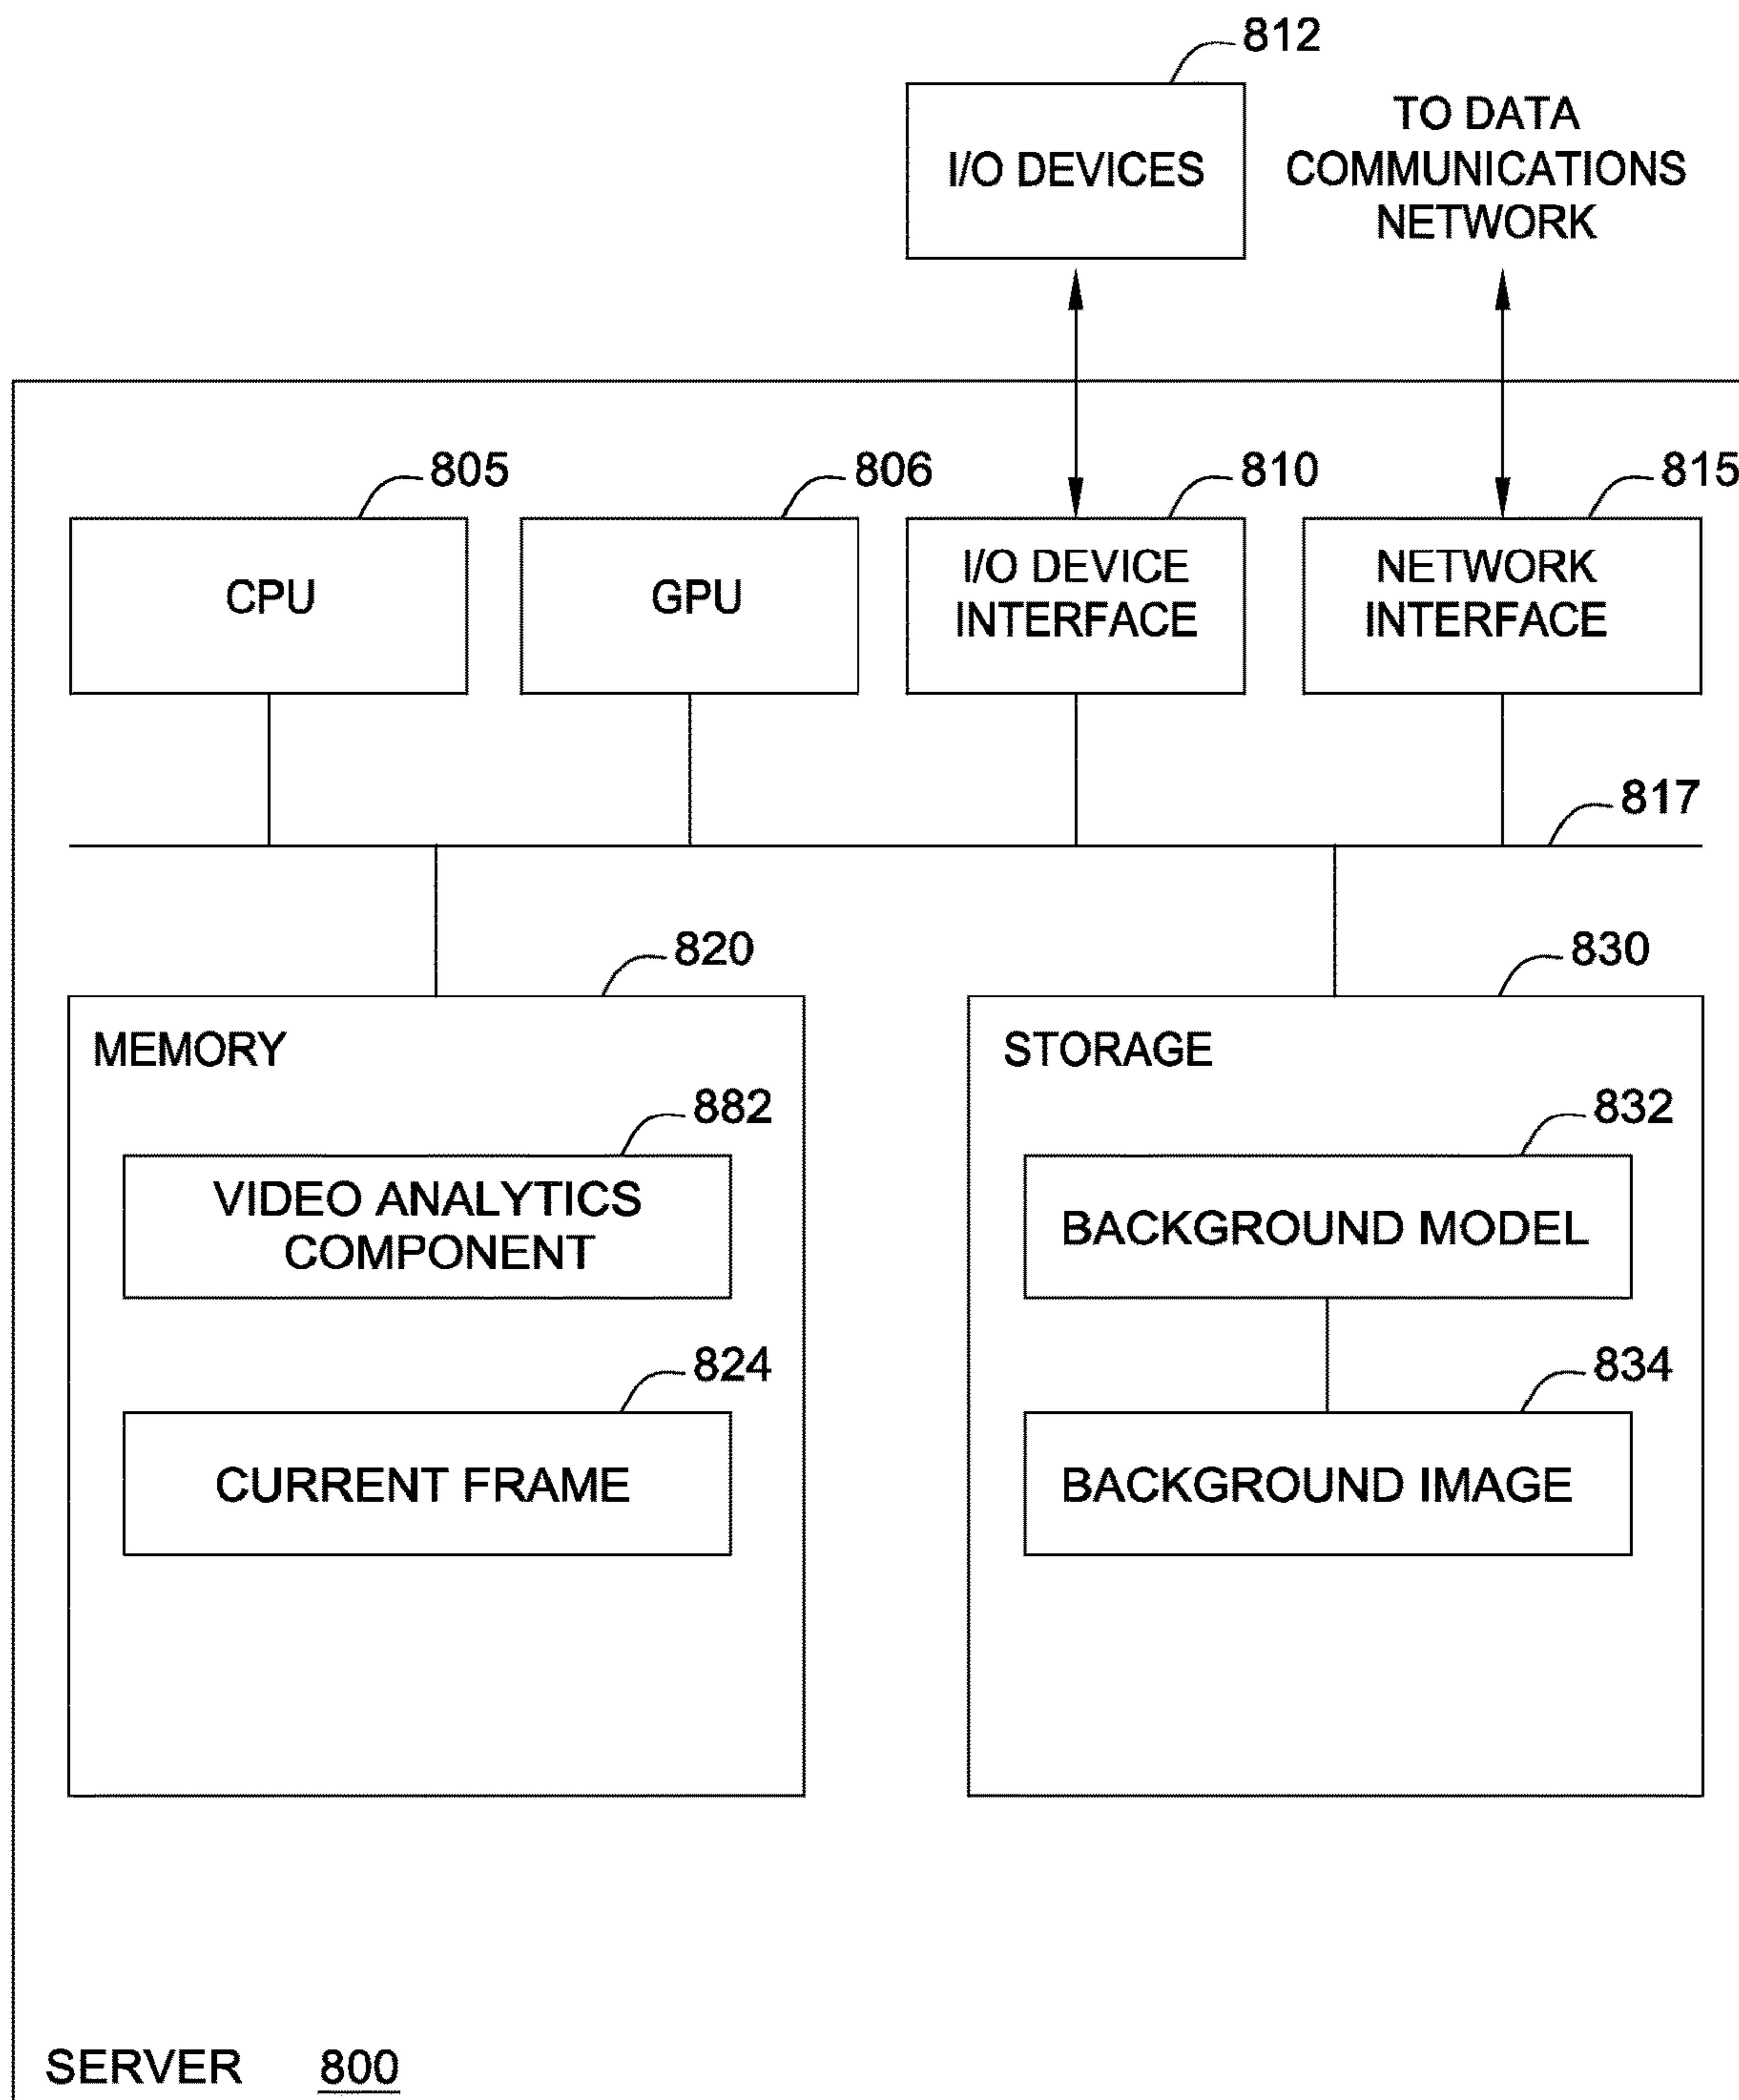 812
I/O DEVICES
TO DATA
COMMUNICATIONS
NETWORK
805
806
810
815
CPU
GPU
I/O DEVICE
INTERFACE
NETWORK
INTERFACE
817
820
830
MEMORY
STORAGE
882
832
VIDEO ANALYTICS
COMPONENT
BACKGROUND MODEL
824
834
CURRENT FRAME
BACKGROUND IMAGE
SERVER 800